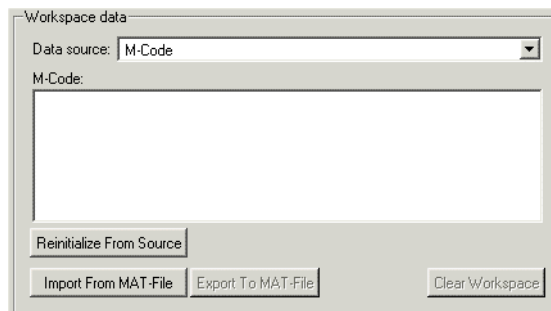 Workspace data
Data source: M-Code
M-Code:
Reinitialize From Source
Import From MAT-File Export To MAT-File Clear Workspace